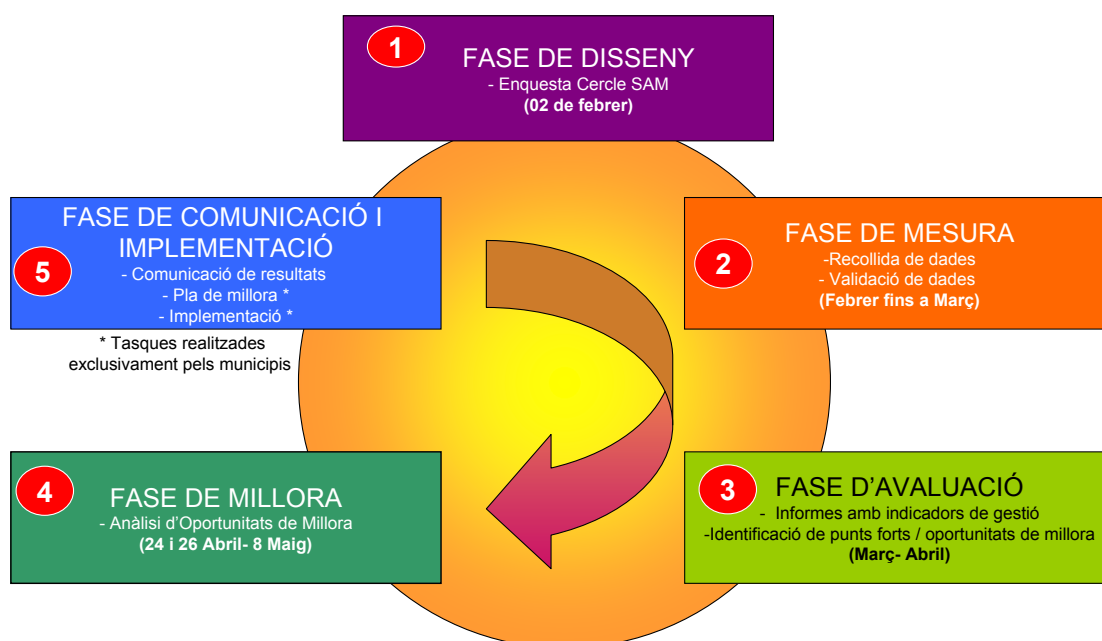 1
FASE DE DISSENY
- Enquesta Cercle SAM
(02 de febrer)
2
FASE DE MESURA
-Recollida de dades
- Validació de dades
(Febrer fins a Març)
3
FASE D’AVALUACIÓ
- Informes amb indicadors de gestió
-Identificació de punts forts / oportunitats de millora
(Març- Abril)
4
FASE DE MILLORA
- Anàlisi d’Oportunitats de Millora
(24 i 26 Abril- 8 Maig)
5
FASE DE COMUNICACIÓ I
IMPLEMENTACIÓ
- Comunicació de resultats
- Pla de millora *
- Implementació *
* Tasques realitzades
exclusivament pels municipis